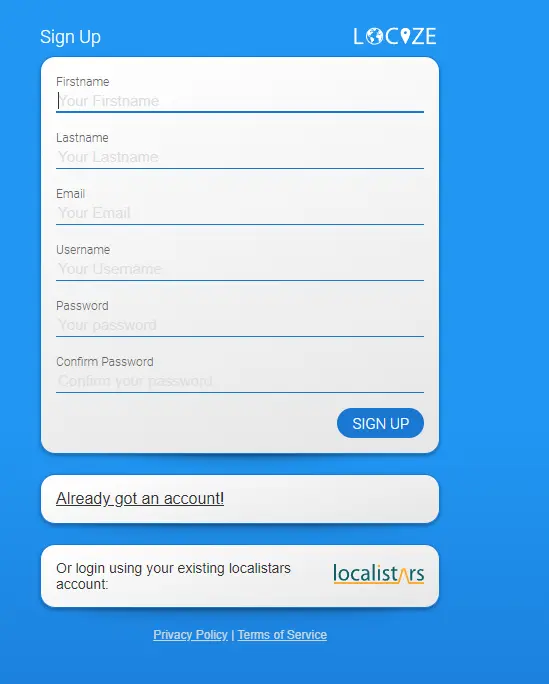 Sign Up
LOCIZE
Firstname
Your Firstname
Lastname
Your Lastname
Email
Your Email
Username
Your Username
Password
Your password
Confirm Password
Confirm your password
SIGN UP
Already got an account!
Or login using your existing localistars
account:
localistars
Privacy Policy | Terms of Service